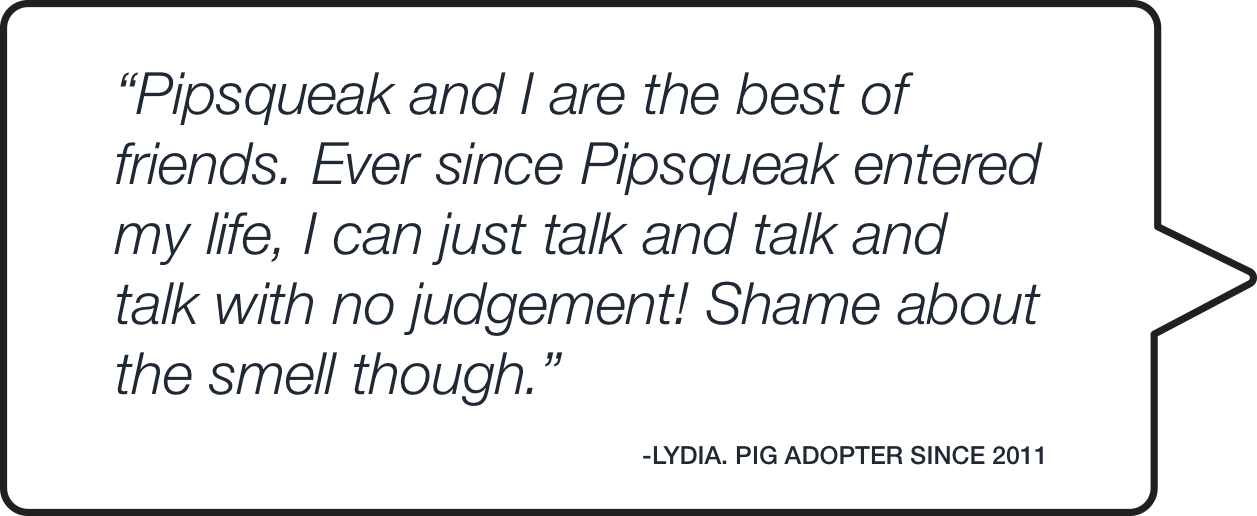 “Pipsqueak and I are the best of
friends. Ever since Pipsqueak entered
my life, I can just talk and talk and
talk with no judgement! Shame about
the smell though.”
-LYDIA. PIG ADOPTER SINCE 2011